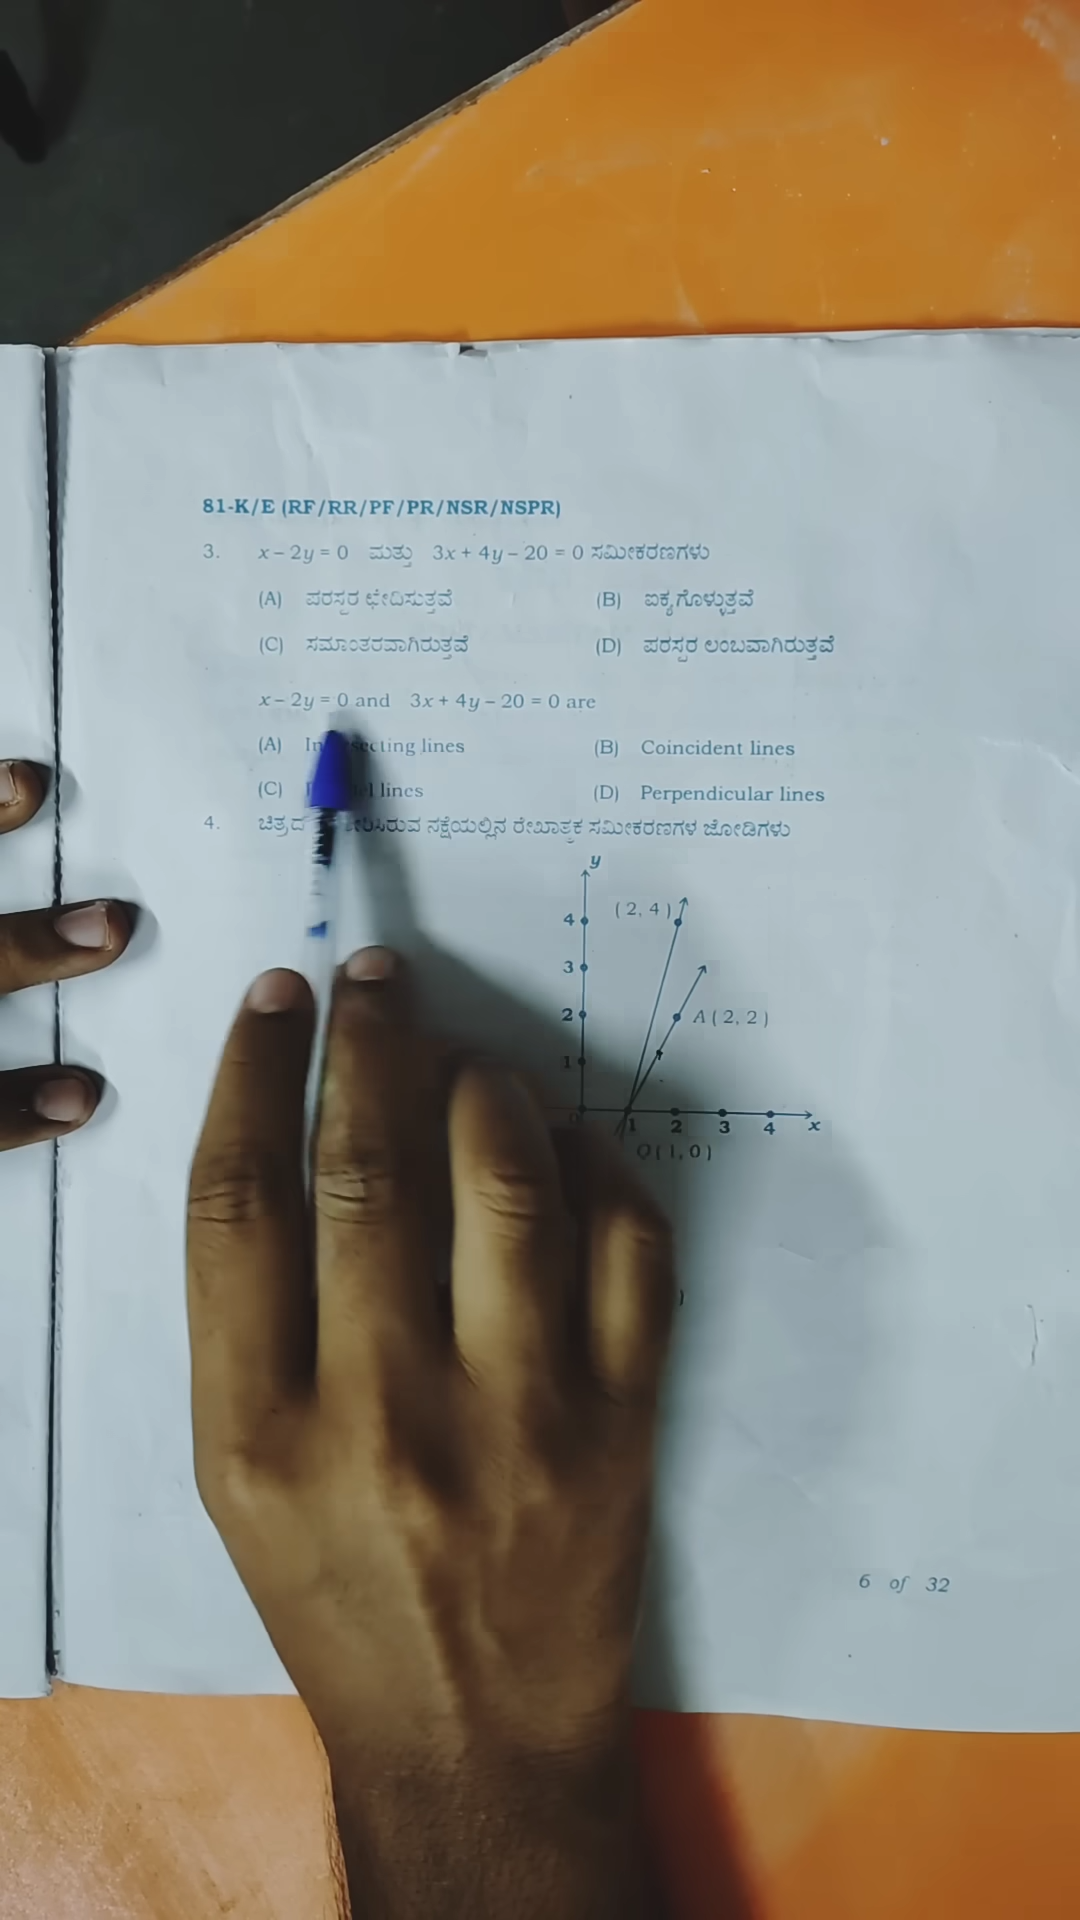 81-K/E (RF/RR/PF/PR/NSR/NSPR)
3. x – 2y = 0 ಮತ್ತು 3x + 4y – 20 = 0 ಸಮೀಕರಣಗಳು
(A) ಪರಸ್ಪರ ಛೇದಿಸುತ್ತವೆ (B) ಐಕ್ಯಗೊಳ್ಳುತ್ತವೆ
(C) ಸಮಾಂತರವಾಗಿರುತ್ತವೆ (D) ಪರಸ್ಪರ ಲಂಬವಾಗಿರುತ್ತವೆ
x – 2y = 0 and 3x + 4y – 20 = 0 are
(A) lines (B) Coincident lines
(C) lines (D) Perpendicular lines
4. ನಕ್ಷೆಯಲ್ಲಿನ ರೇಖಾತ್ಮಕ ಸಮೀಕರಣಗಳ ಜೋಡಿಗಳು
y
4 ( 2, 4 )
3
2 A ( 2, 2 )
1
0 1 2 3 4 x
Q ( 1, 0 )
)
6 of 32